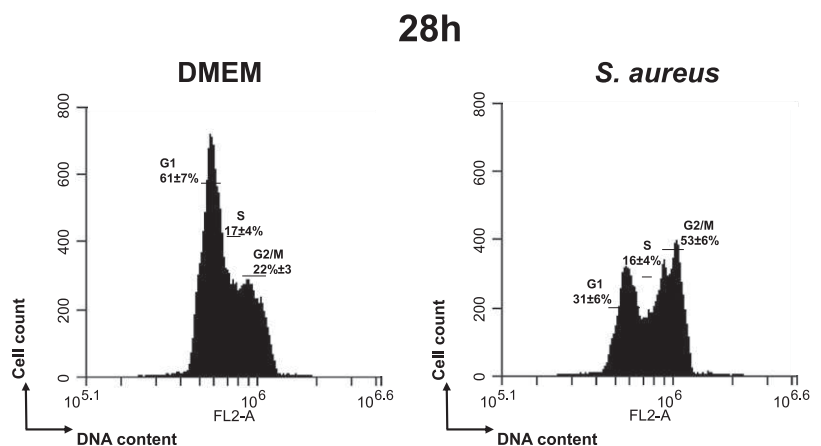 28h
DMEM
S. aureus
800
600
400
200
0
G1
61±7%
S
17±4%
G2/M
22%±3
Cell count
10^5.1
10^6
10^6.6
FL2-A
DNA content
800
600
400
200
0
G1
31±6%
S
16±4%
G2/M
53±6%
Cell count
10^5.1
10^6
10^6.6
FL2-A
DNA content